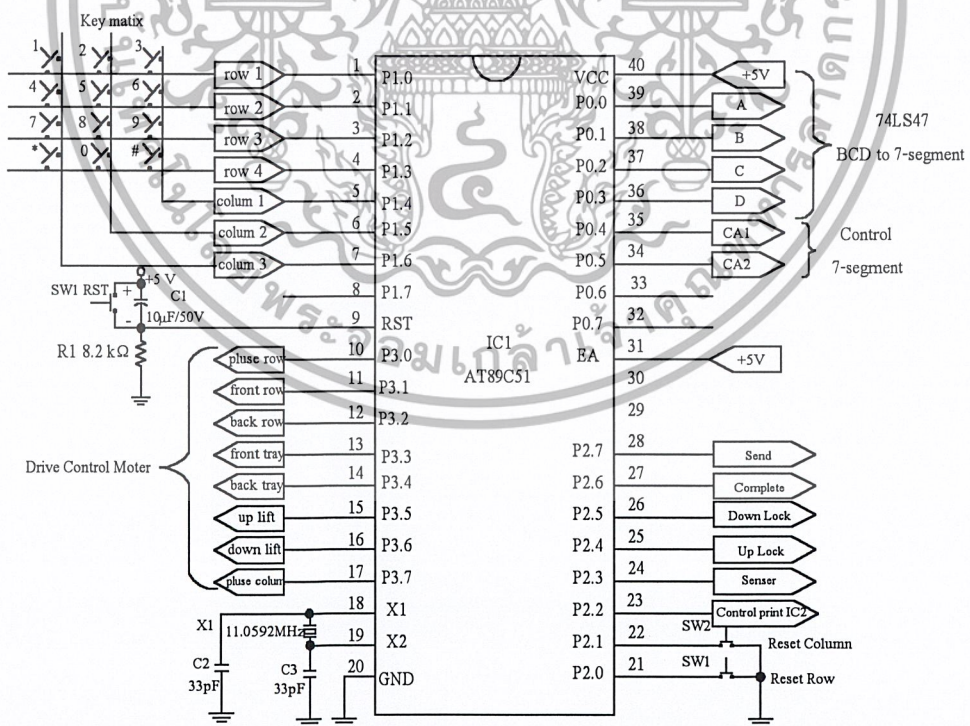 Key matix
1 2 3
4 5 6
7 8 9
* 0 #
row 1
row 2
row 3
row 4
colum 1
colum 2
colum 3
+5 V
SW1 RST
+
C1
-
10µF/50V
R1 8.2 kΩ
Drive Control Moter
pluse row
front row
back row
front tray
back tray
up lift
down lift
pluse colum
X1
11.0592MHz
C2
33pF
C3
33pF
1 P1.0
2 P1.1
3 P1.2
4 P1.3
5 P1.4
6 P1.5
7 P1.6
8 P1.7
9 RST
10 P3.0
11 P3.1
12 P3.2
13 P3.3
14 P3.4
15 P3.5
16 P3.6
17 P3.7
18 X1
19 X2
20 GND
IC1
AT89C51
VCC 40
P0.0 39
P0.1 38
P0.2 37
P0.3 36
P0.4 35
P0.5 34
P0.6 33
P0.7 32
EA 31
30
29
P2.7 28
P2.6 27
P2.5 26
P2.4 25
P2.3 24
P2.2 23
P2.1 22
P2.0 21
+5V
A
B
C
D
CA1
CA2
+5V
74LS47
BCD to 7-segment
Control
7-segment
Send
Complete
Down Lock
Up Lock
Senser
Control print IC2
SW2
Reset Column
SW1
Reset Row